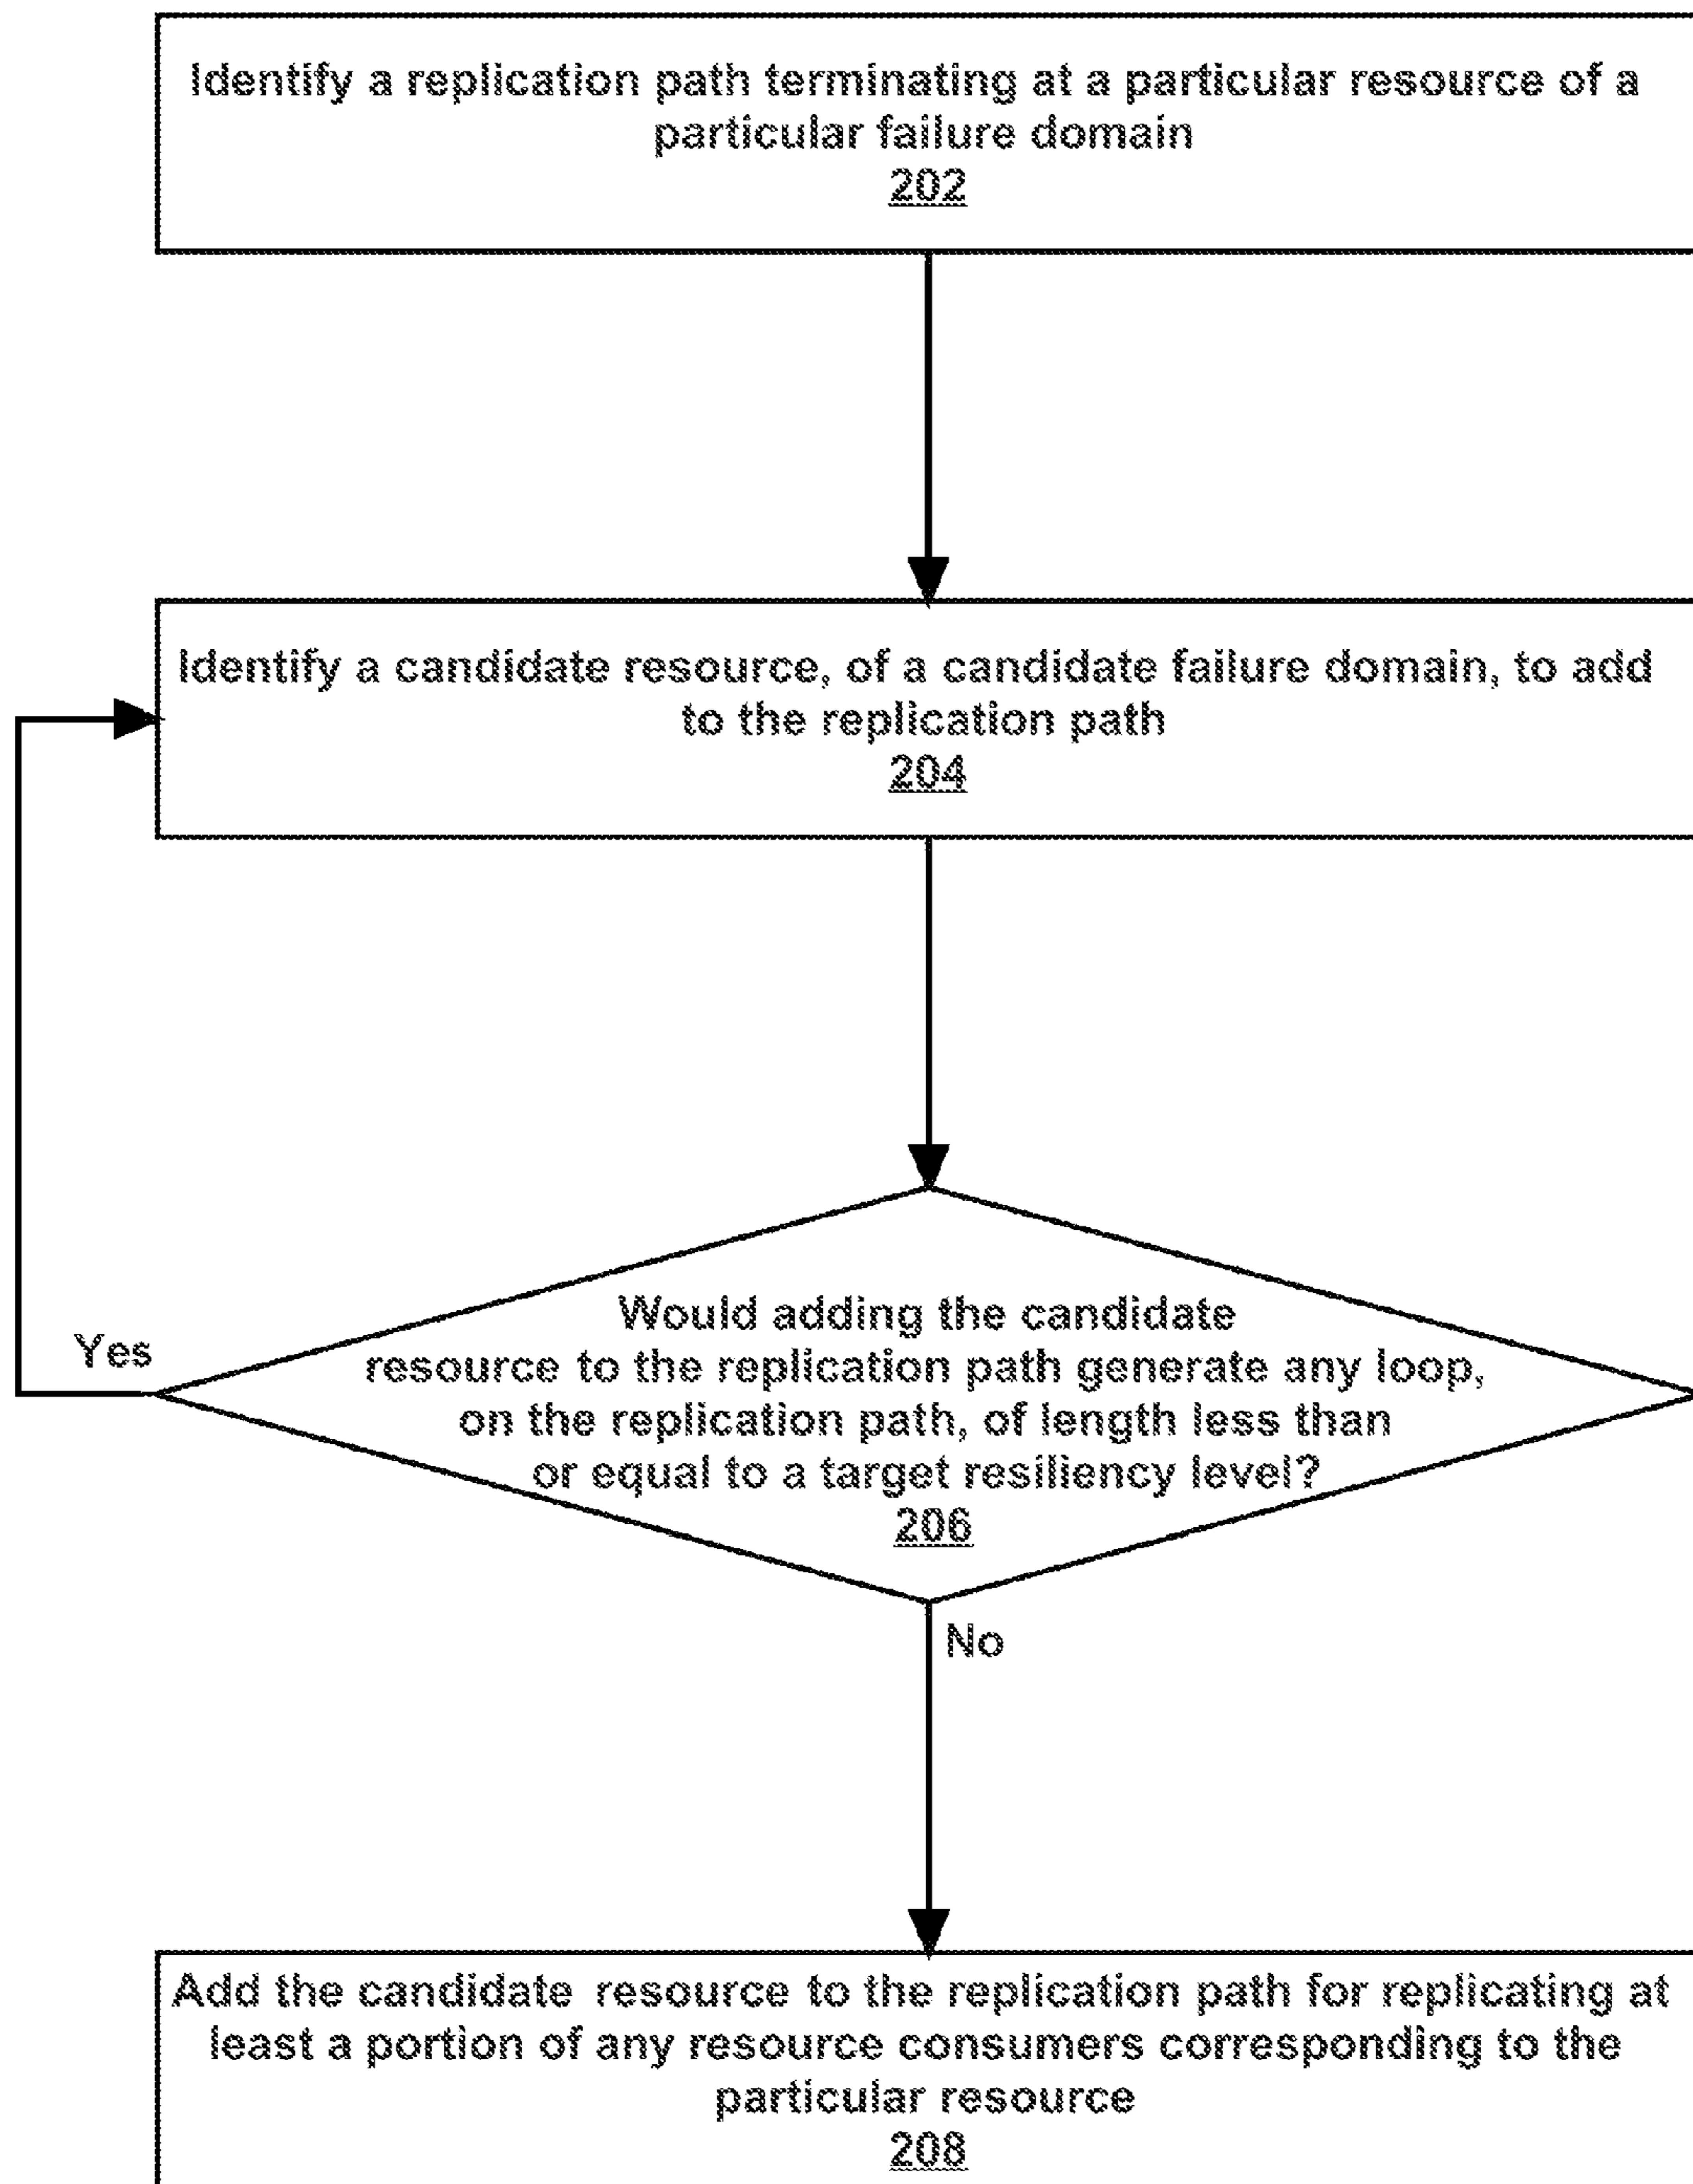 Identify a replication path terminating at a particular resource of a
particular failure domain
202
Identify a candidate resource, of a candidate failure domain, to add
to the replication path
204
Would adding the candidate
resource to the replication path generate any loop,
on the replication path, of length less than
or equal to a target resiliency level?
206
Yes
No
Add the candidate resource to the replication path for replicating at
least a portion of any resource consumers corresponding to the
particular resource
208